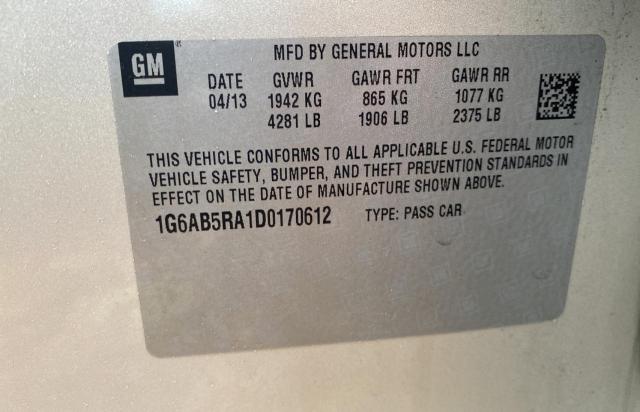 GM
MFD BY GENERAL MOTORS LLC
DATE GVWR GAWR FRT GAWR RR
04/13 1942 KG 865 KG 1077 KG
4281 LB 1906 LB 2375 LB
THIS VEHICLE CONFORMS TO ALL APPLICABLE U.S. FEDERAL MOTOR
VEHICLE SAFETY, BUMPER, AND THEFT PREVENTION STANDARDS IN
EFFECT ON THE DATE OF MANUFACTURE SHOWN ABOVE.
1G6AB5RA1D0170612 TYPE: PASS CAR